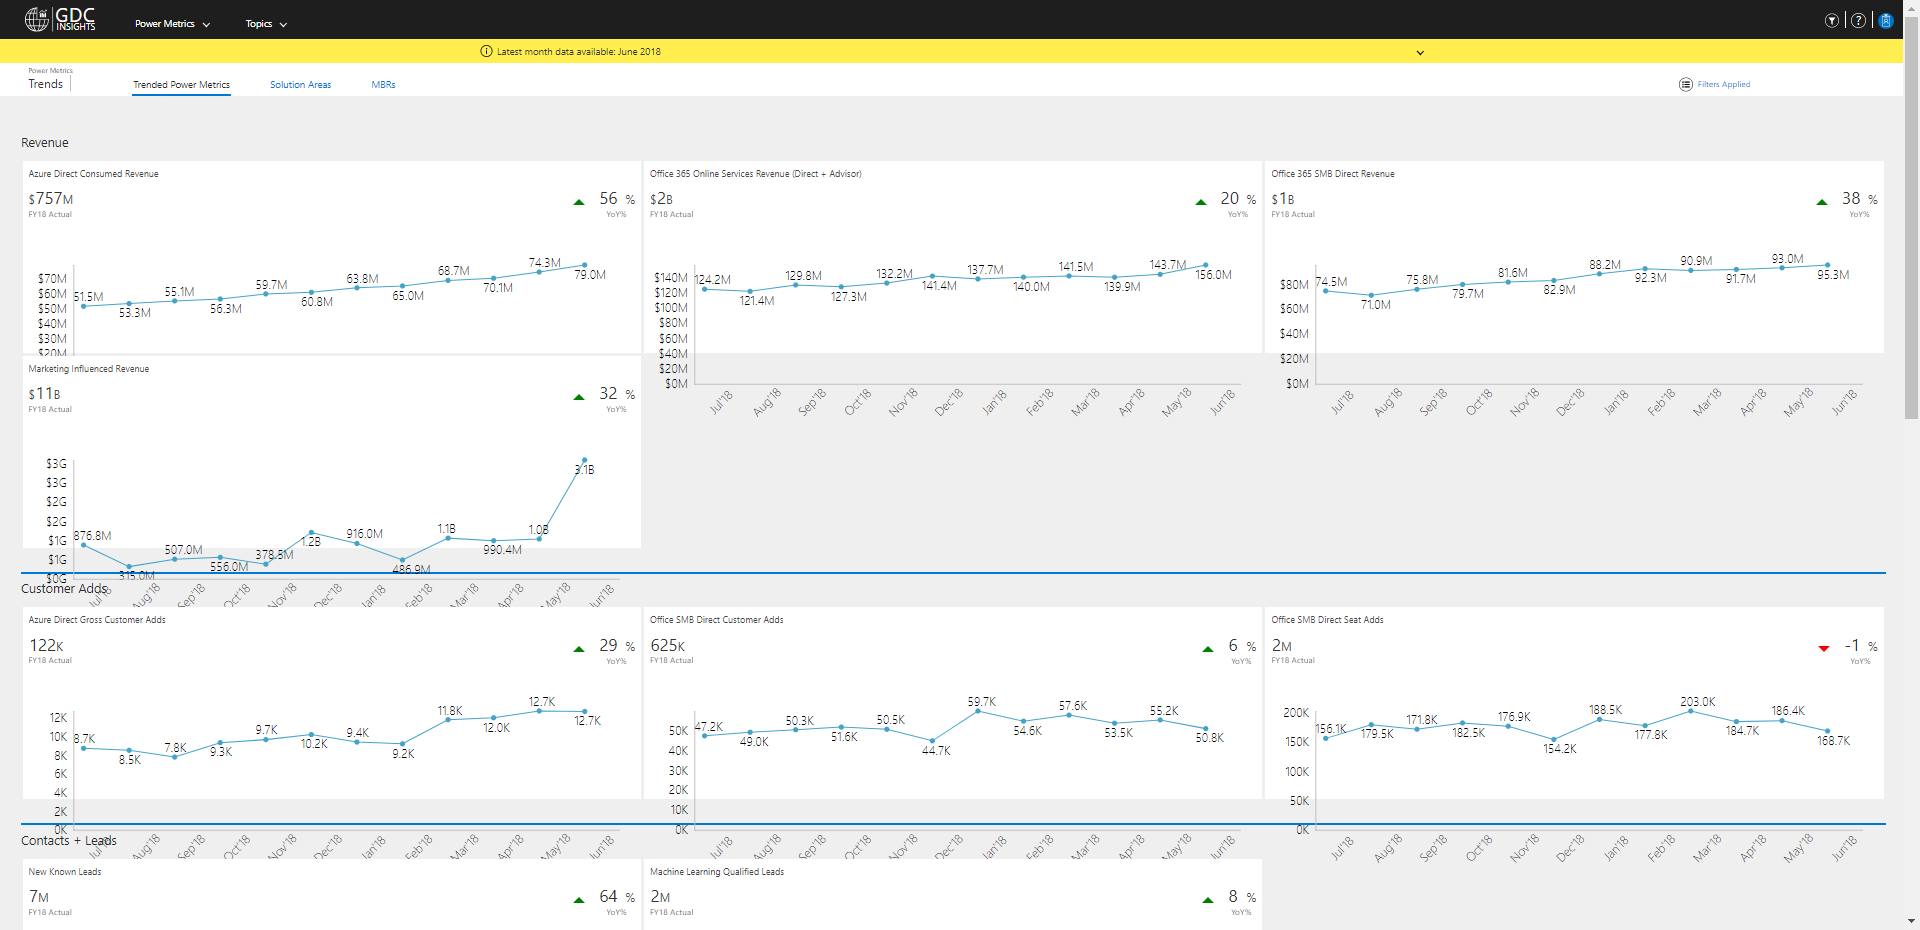 GDC
INSIGHTS
Power Metrics
Topics
?
Latest month data available: June 2018
Power Metrics
Trends
Trended Power Metrics
Solution Areas
MBRs
Filters Applied
Revenue
Azure Direct Consumed Revenue
$757M
56 %
FY18 Actual
YoY%
$70M
$60M
$50M
$40M
$30M
$20M
51.5M
53.3M
55.1M
56.3M
59.7M
60.8M
63.8M
65.0M
68.7M
70.1M
74.3M
79.0M
Office 365 Online Services Revenue (Direct + Advisor)
$2B
20 %
FY18 Actual
YoY%
$140M
$120M
$100M
$80M
$60M
$40M
$20M
$0M
124.2M
121.4M
129.8M
127.3M
132.2M
141.4M
137.7M
140.0M
141.5M
139.9M
143.7M
156.0M
Jul'18
Aug'18
Sep'18
Oct'18
Nov'18
Dec'18
Jan'18
Feb'18
Mar'18
Apr'18
May'18
Jun'18
Office 365 SMB Direct Revenue
$1B
38 %
FY18 Actual
YoY%
$80M
$60M
$40M
$20M
$0M
74.5M
71.0M
75.8M
79.7M
81.6M
82.9M
88.2M
92.3M
90.9M
91.7M
93.0M
95.3M
Jul'18
Aug'18
Sep'18
Oct'18
Nov'18
Dec'18
Jan'18
Feb'18
Mar'18
Apr'18
May'18
Jun'18
Marketing Influenced Revenue
$11B
32 %
FY18 Actual
YoY%
$3G
$3G
$2G
$2G
$1G
$1G
$0G
876.8M
315.0M
507.0M
556.0M
378.5M
1.2B
916.0M
486.9M
1.1B
990.4M
1.0B
3.1B
Jul'18
Aug'18
Sep'18
Oct'18
Nov'18
Dec'18
Jan'18
Feb'18
Mar'18
Apr'18
May'18
Jun'18
Customer Adds
Azure Direct Gross Customer Adds
122K
29 %
FY18 Actual
YoY%
12K
10K
8K
6K
4K
2K
0K
8.7K
8.5K
7.8K
9.3K
9.7K
10.2K
9.4K
9.2K
11.8K
12.0K
12.7K
12.7K
Jul'18
Aug'18
Sep'18
Oct'18
Nov'18
Dec'18
Jan'18
Feb'18
Mar'18
Apr'18
May'18
Jun'18
Office SMB Direct Customer Adds
625K
6 %
FY18 Actual
YoY%
50K
40K
30K
20K
10K
0K
47.2K
49.0K
50.3K
51.6K
50.5K
44.7K
59.7K
54.6K
57.6K
53.5K
55.2K
50.8K
Jul'18
Aug'18
Sep'18
Oct'18
Nov'18
Dec'18
Jan'18
Feb'18
Mar'18
Apr'18
May'18
Jun'18
Office SMB Direct Seat Adds
2M
-1 %
FY18 Actual
YoY%
200K
150K
100K
50K
0K
156.1K
179.5K
171.8K
182.5K
176.9K
154.2K
188.5K
177.8K
203.0K
184.7K
186.4K
168.7K
Jul'18
Aug'18
Sep'18
Oct'18
Nov'18
Dec'18
Jan'18
Feb'18
Mar'18
Apr'18
May'18
Jun'18
Contacts + Leads
New Known Leads
7M
64 %
FY18 Actual
YoY%
Machine Learning Qualified Leads
2M
8 %
FY18 Actual
YoY%